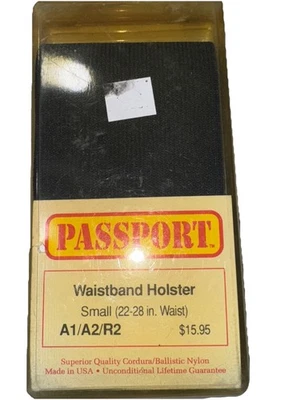 PASSPORT™
Waistband Holster
Small (22-28 in. Waist)
A1/A2/R2 $15.95
Superior Quality Cordura/Ballistic Nylon
Made in USA • Unconditional Lifetime Guarantee